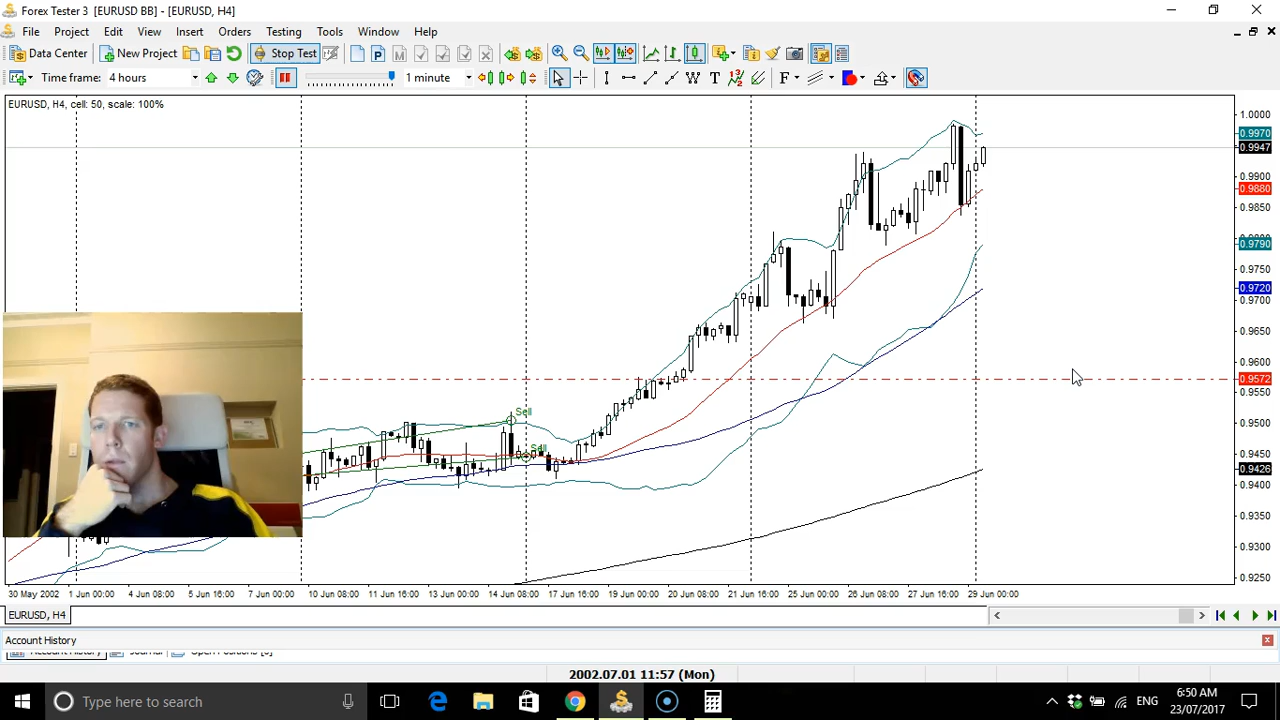 Forex Tester 3 [EURUSD BB] - [EURUSD, H4]
File Project Edit View Insert Orders Testing Tools Window Help
Data Center New Project Stop Test
Time frame: 4 hours 1 minute
EURUSD, H4, cell: 50, scale: 100%
1.0000
0.9970
0.9947
0.9900
0.9880
0.9850
0.9790
0.9750
0.9720
0.9700
0.9650
0.9600
0.9572
0.9550
Sell
0.9500
Sell
0.9450
0.9426
0.9400
0.9350
0.9300
0.9250
30 May 2002 1 Jun 00:00 4 Jun 08:00 5 Jun 16:00 7 Jun 00:00 10 Jun 08:00 11 Jun 16:00 13 Jun 00:00 14 Jun 08:00 17 Jun 16:00 19 Jun 00:00 20 Jun 08:00 21 Jun 16:00 25 Jun 00:00 26 Jun 08:00 27 Jun 16:00 29 Jun 00:00
EURUSD, H4
Account History
Account History Journal Open Positions
2002.07.01 11:57 (Mon)
Type here to search
ENG
6:50 AM
23/07/2017